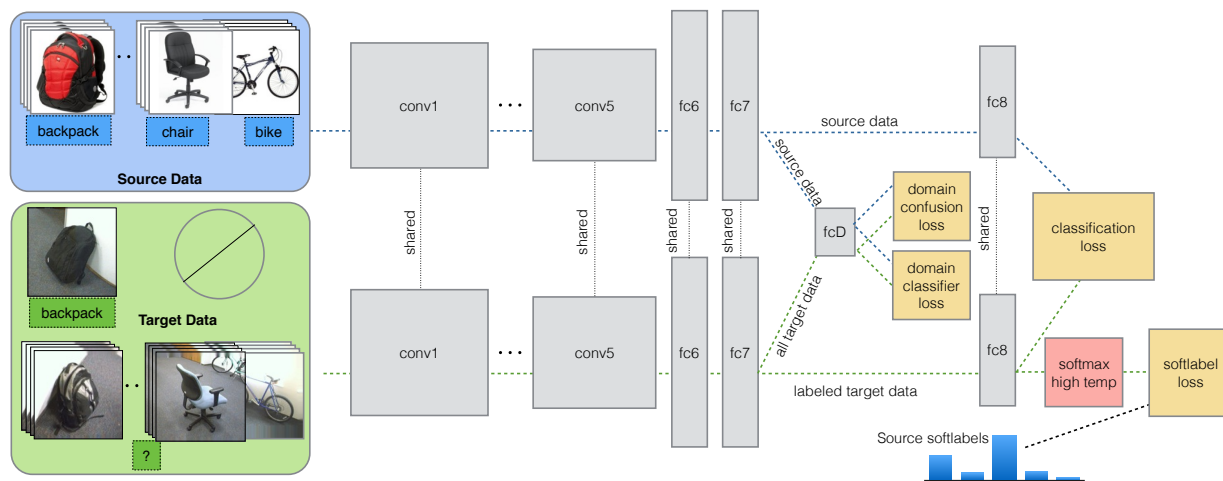 backpack
chair
bike
Source Data
backpack
Target Data
?
conv1
conv5
fc6
fc7
source data
fc8
source data
shared
shared
shared
shared
shared
fcD
domain
confusion
loss
domain
classifier
loss
classification
loss
all target data
conv1
conv5
fc6
fc7
labeled target data
fc8
softmax
high temp
softlabel
loss
Source softlabels